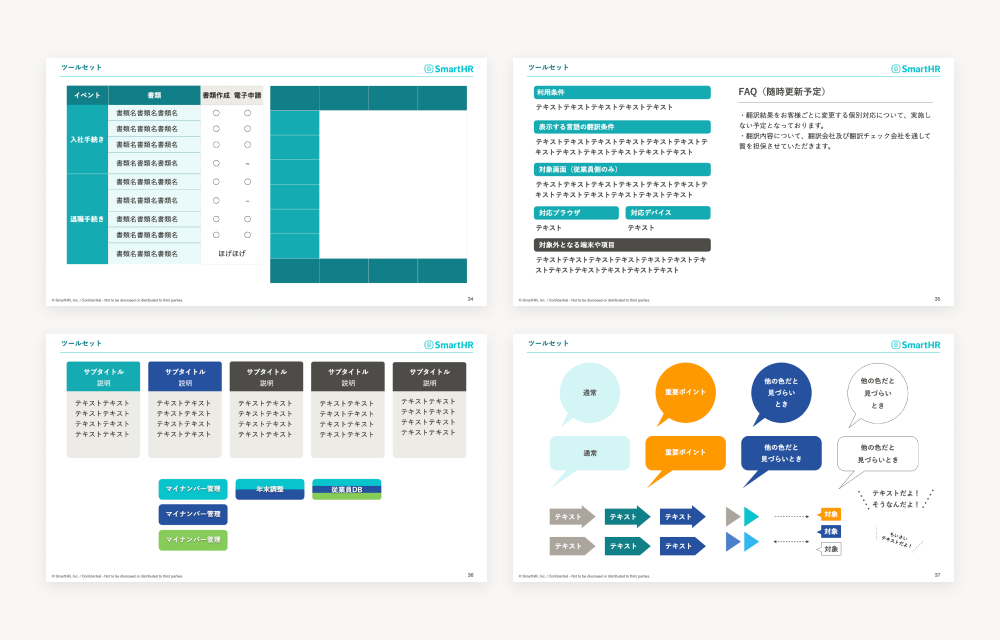 ツールセット
SmartHR
イベント 書類 書類作成 電子申請
書類名書類名書類名 〇 〇
書類名書類名書類名 〇 〇
入社手続き
書類名書類名書類名 〇 〇
書類名書類名書類名 〇 -
書類名書類名書類名 〇 〇
書類名書類名書類名 〇 -
退職手続き
書類名書類名書類名 〇 〇
書類名書類名書類名 〇 〇
書類名書類名書類名 ほげほげ
© SmartHR, Inc. / Confidential - Not to be disclosed or distributed to third parties.
34
ツールセット
SmartHR
利用条件
テキストテキストテキストテキストテキスト
表示する言語の翻訳条件
テキストテキストテキストテキストテキストテキストテ
キストテキストテキストテキストテキストテキスト
対象画面（従業員側のみ）
テキストテキストテキストテキストテキストテキストテ
キストテキストテキストテキストテキストテキスト
対応ブラウザ 対応デバイス
テキスト テキスト
対象外となる端末や項目
テキストテキストテキストテキストテキストテキストテキ
ストテキストテキストテキストテキストテキスト
FAQ（随時更新予定）
・翻訳結果をお客様ごとに変更する個別対応について、実施し
ない予定となっております。
・翻訳内容について、翻訳会社及び翻訳チェック会社を通して
質を担保させていただきます。
© SmartHR, Inc. / Confidential - Not to be disclosed or distributed to third parties.
35
ツールセット
SmartHR
サブタイトル サブタイトル サブタイトル サブタイトル サブタイトル
説明 説明 説明 説明 説明
テキストテキスト テキストテキスト テキストテキスト テキストテキスト テキストテキスト
テキストテキスト テキストテキスト テキストテキスト テキストテキスト テキストテキスト
テキストテキスト テキストテキスト テキストテキスト テキストテキスト テキストテキスト
テキストテキスト テキストテキスト テキストテキスト テキストテキスト テキストテキスト
マイナンバー管理 年末調整 従業員DB
マイナンバー管理
マイナンバー管理
© SmartHR, Inc. / Confidential - Not to be disclosed or distributed to third parties.
36
ツールセット
SmartHR
通常
重要ポイント
他の色だと
見づらい
とき
他の色だと
見づらい
とき
通常
重要ポイント
他の色だと
見づらいとき
他の色だと
見づらいとき
テキスト テキスト テキスト
テキスト テキスト テキスト
対象
対象
対象
テキストだよ！
そうなんだよ！
ちいさい
テキストだよ！
© SmartHR, Inc. / Confidential - Not to be disclosed or distributed to third parties.
37